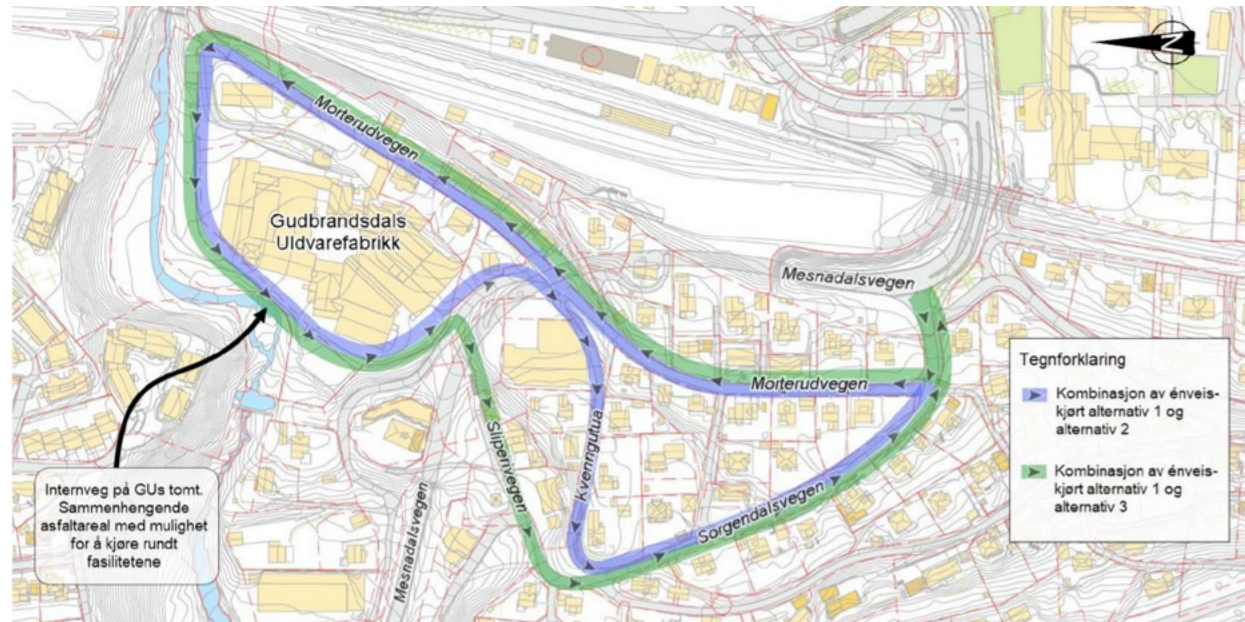 N
Morterudvegen
Gudbrandsdals
Uldvarefabrikk
Mesnadalsvegen
Morterudvegen
Sliperivegen
Kvenngutua
Sorgendalsvegen
Mesnadalsvegen
Internveg på GUs tomt.
Sammenhengende
asfaltareal med mulighet
for å kjøre rundt
fasilitetene
Tegnforklaring
Kombinasjon av énveis-
kjørt alternativ 1 og
alternativ 2
Kombinasjon av énveis-
kjørt alternativ 1 og
alternativ 3